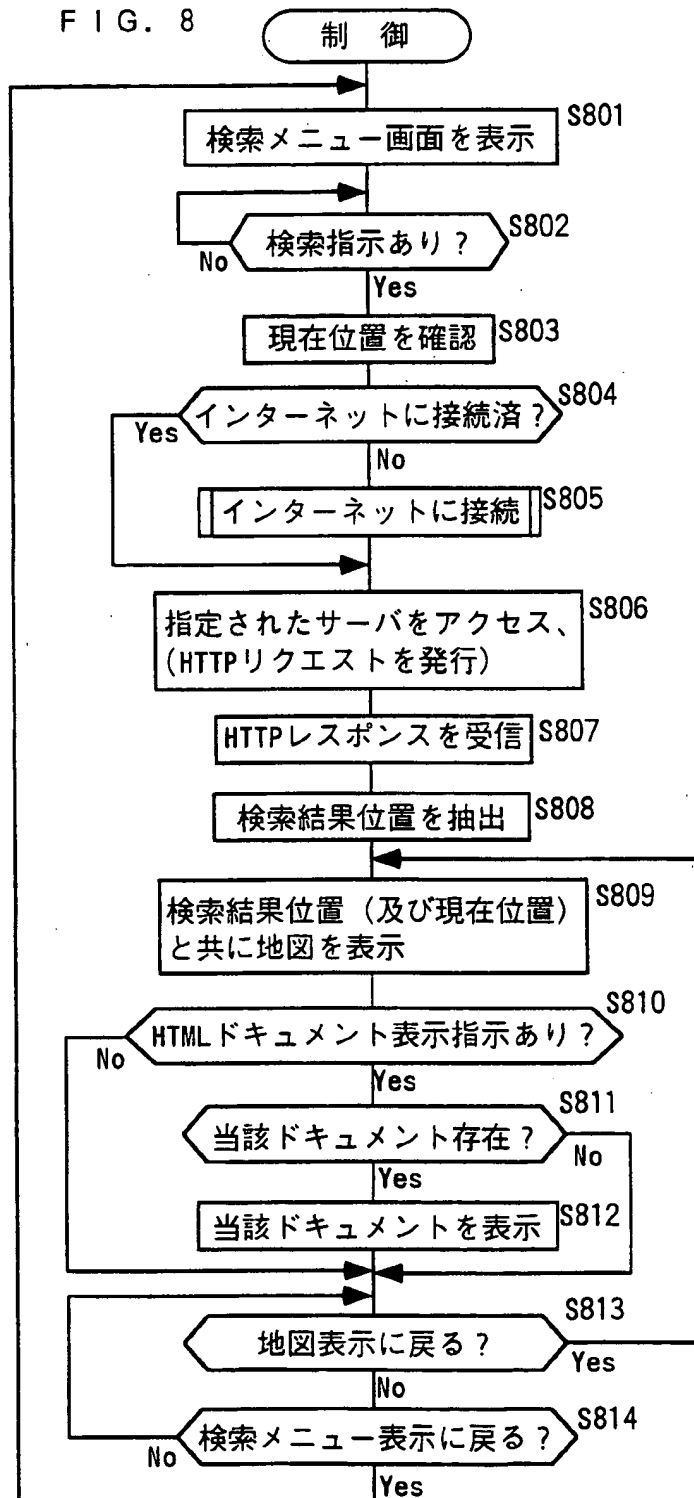 FIG. 8
制 御
検索メニュー画面を表示
S801
検索指示あり?
S802
No
Yes
現在位置を確認
S803
インターネットに接続済?
S804
Yes
No
インターネットに接続
S805
指定されたサーバをアクセス、
(HTTPリクエストを発行)
S806
HTTPレスポンスを受信
S807
検索結果位置を抽出
S808
検索結果位置(及び現在位置)
と共に地図を表示
S809
HTMLドキュメント表示指示あり?
S810
No
Yes
当該ドキュメント存在?
S811
No
Yes
当該ドキュメントを表示
S812
地図表示に戻る?
S813
Yes
No
検索メニュー表示に戻る?
S814
No
Yes